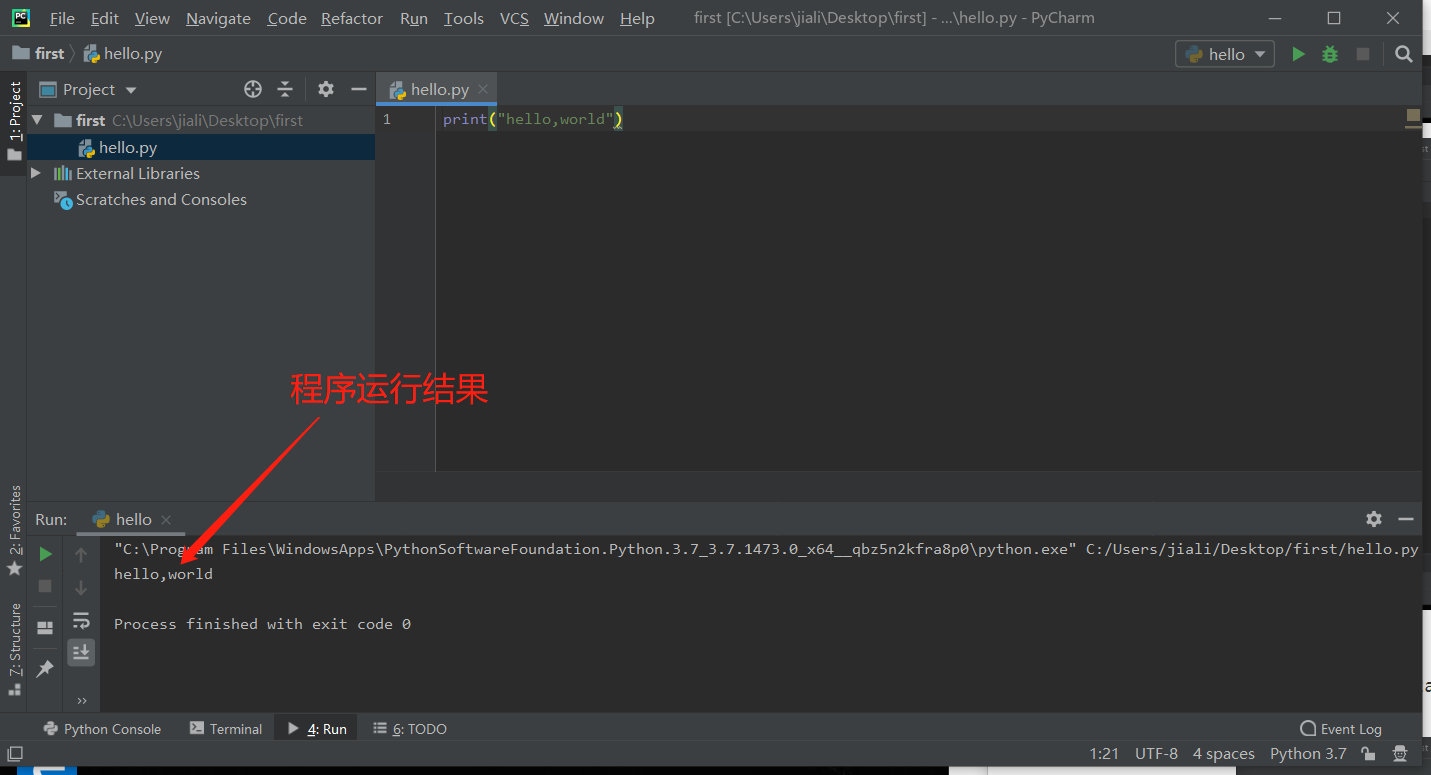 PC File Edit View Navigate Code Refactor Run Tools VCS Window Help first [C:\Users\jiali\Desktop\first] - ...\hello.py - PyCharm
first hello.py hello
1: Project
Project
hello.py
first C:\Users\jiali\Desktop\first
hello.py
External Libraries
Scratches and Consoles
1 print("hello,world")
程序运行结果
2: Favorites
7: Structure
Run: hello
"C:\Program Files\WindowsApps\PythonSoftwareFoundation.Python.3.7_3.7.1473.0_x64__qbz5n2kfra8p0\python.exe" C:/Users/jiali/Desktop/first/hello.py
hello,world
Process finished with exit code 0
Python Console Terminal 4: Run 6: TODO Event Log
1:21 UTF-8 4 spaces Python 3.7